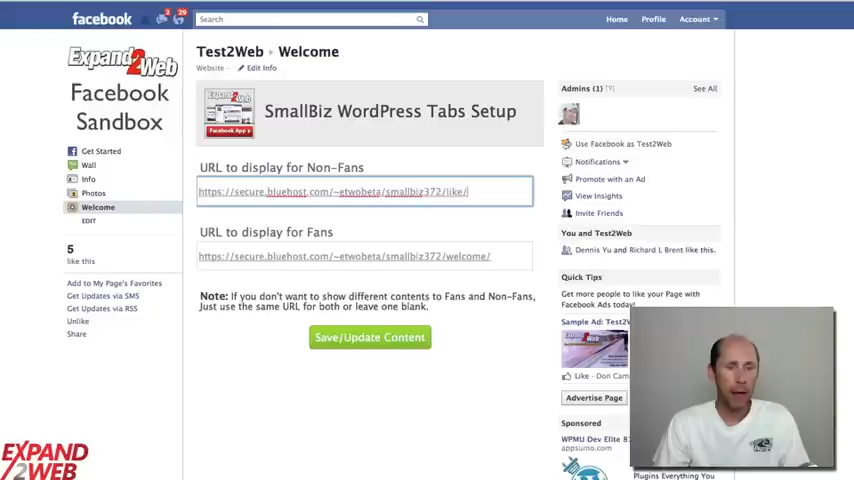 facebook
2
29
Search
Home Profile Account
Expand2Web
Facebook
Sandbox
Get Started
Wall
Info
Photos
Welcome
EDIT
5
like this
Add to My Page's Favorites
Get Updates via SMS
Get Updates via RSS
Unlike
Share
Test2Web Welcome
Website · Edit Info
Expand2Web
Facebook App
SmallBiz WordPress Tabs Setup
URL to display for Non-Fans
https://secure.bluehost.com/~etwobeta/smallbiz372/like/
URL to display for Fans
https://secure.bluehost.com/~etwobeta/smallbiz372/welcome/
Note: If you don't want to show different contents to Fans and Non-Fans,
Just use the same URL for both or leave one blank.
Save/Update Content
Admins (1) [?] See All
Use Facebook as Test2Web
Notifications
Promote with an Ad
View Insights
Invite Friends
You and Test2Web
Dennis Yu and Richard L Brent like this.
Quick Tips
Get more people to like your Page with
Facebook Ads today!
Sample Ad: Test2W
Like · Don Cam
Advertise Page
Sponsored
WPMU Dev Elite 83
appsumo.com
Plugins Everything You
EXPAND
/2WEB